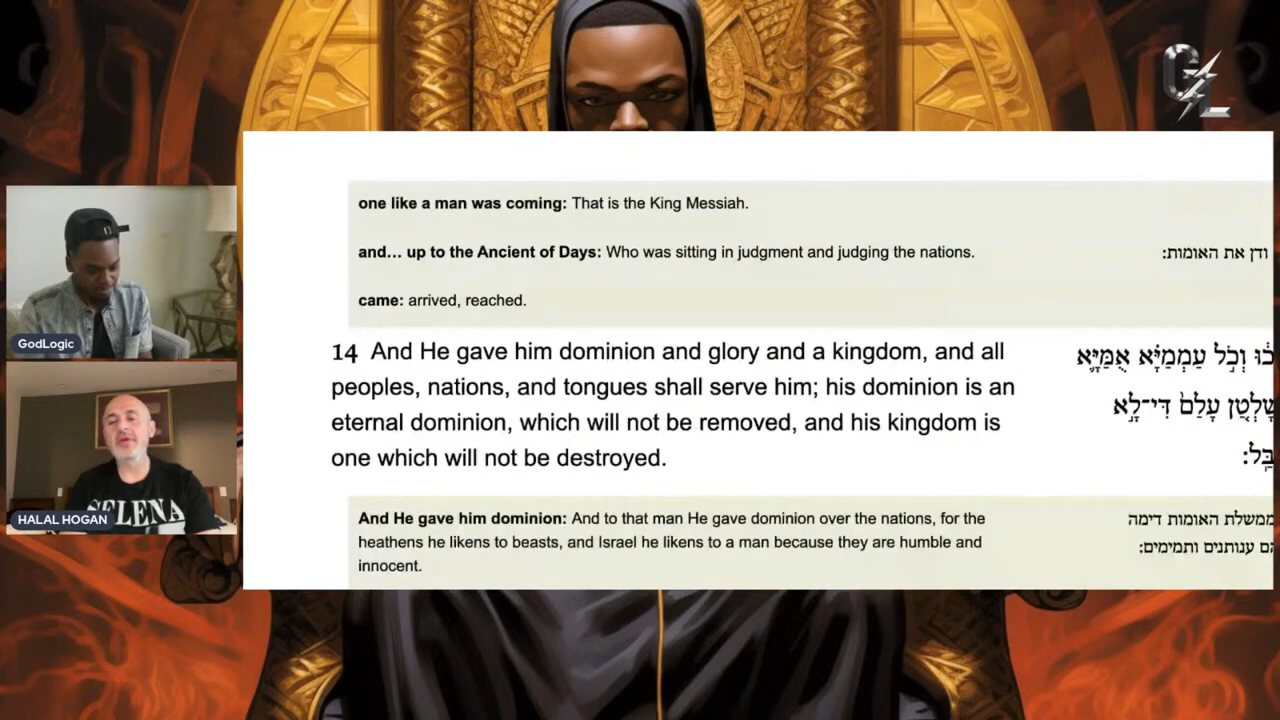 GL
one like a man was coming: That is the King Messiah.
and... up to the Ancient of Days: Who was sitting in judgment and judging the nations.
ודן את האומות:
came: arrived, reached.
14 And He gave him dominion and glory and a kingdom, and all
peoples, nations, and tongues shall serve him; his dominion is an
eternal dominion, which will not be removed, and his kingdom is
one which will not be destroyed.
וְכֹ֣ל עַֽמְמַיָּ֗א אֻמַיָּ֛א
שָׁלְטָ֤ן עָלַם֙ דִּי־לָ֣א
And He gave him dominion: And to that man He gave dominion over the nations, for the
heathens he likens to beasts, and Israel he likens to a man because they are humble and
innocent.
ממשלת האומות דימה
ענותנים ותמימים:
GodLogic
SELENA
HALAL HOGAN